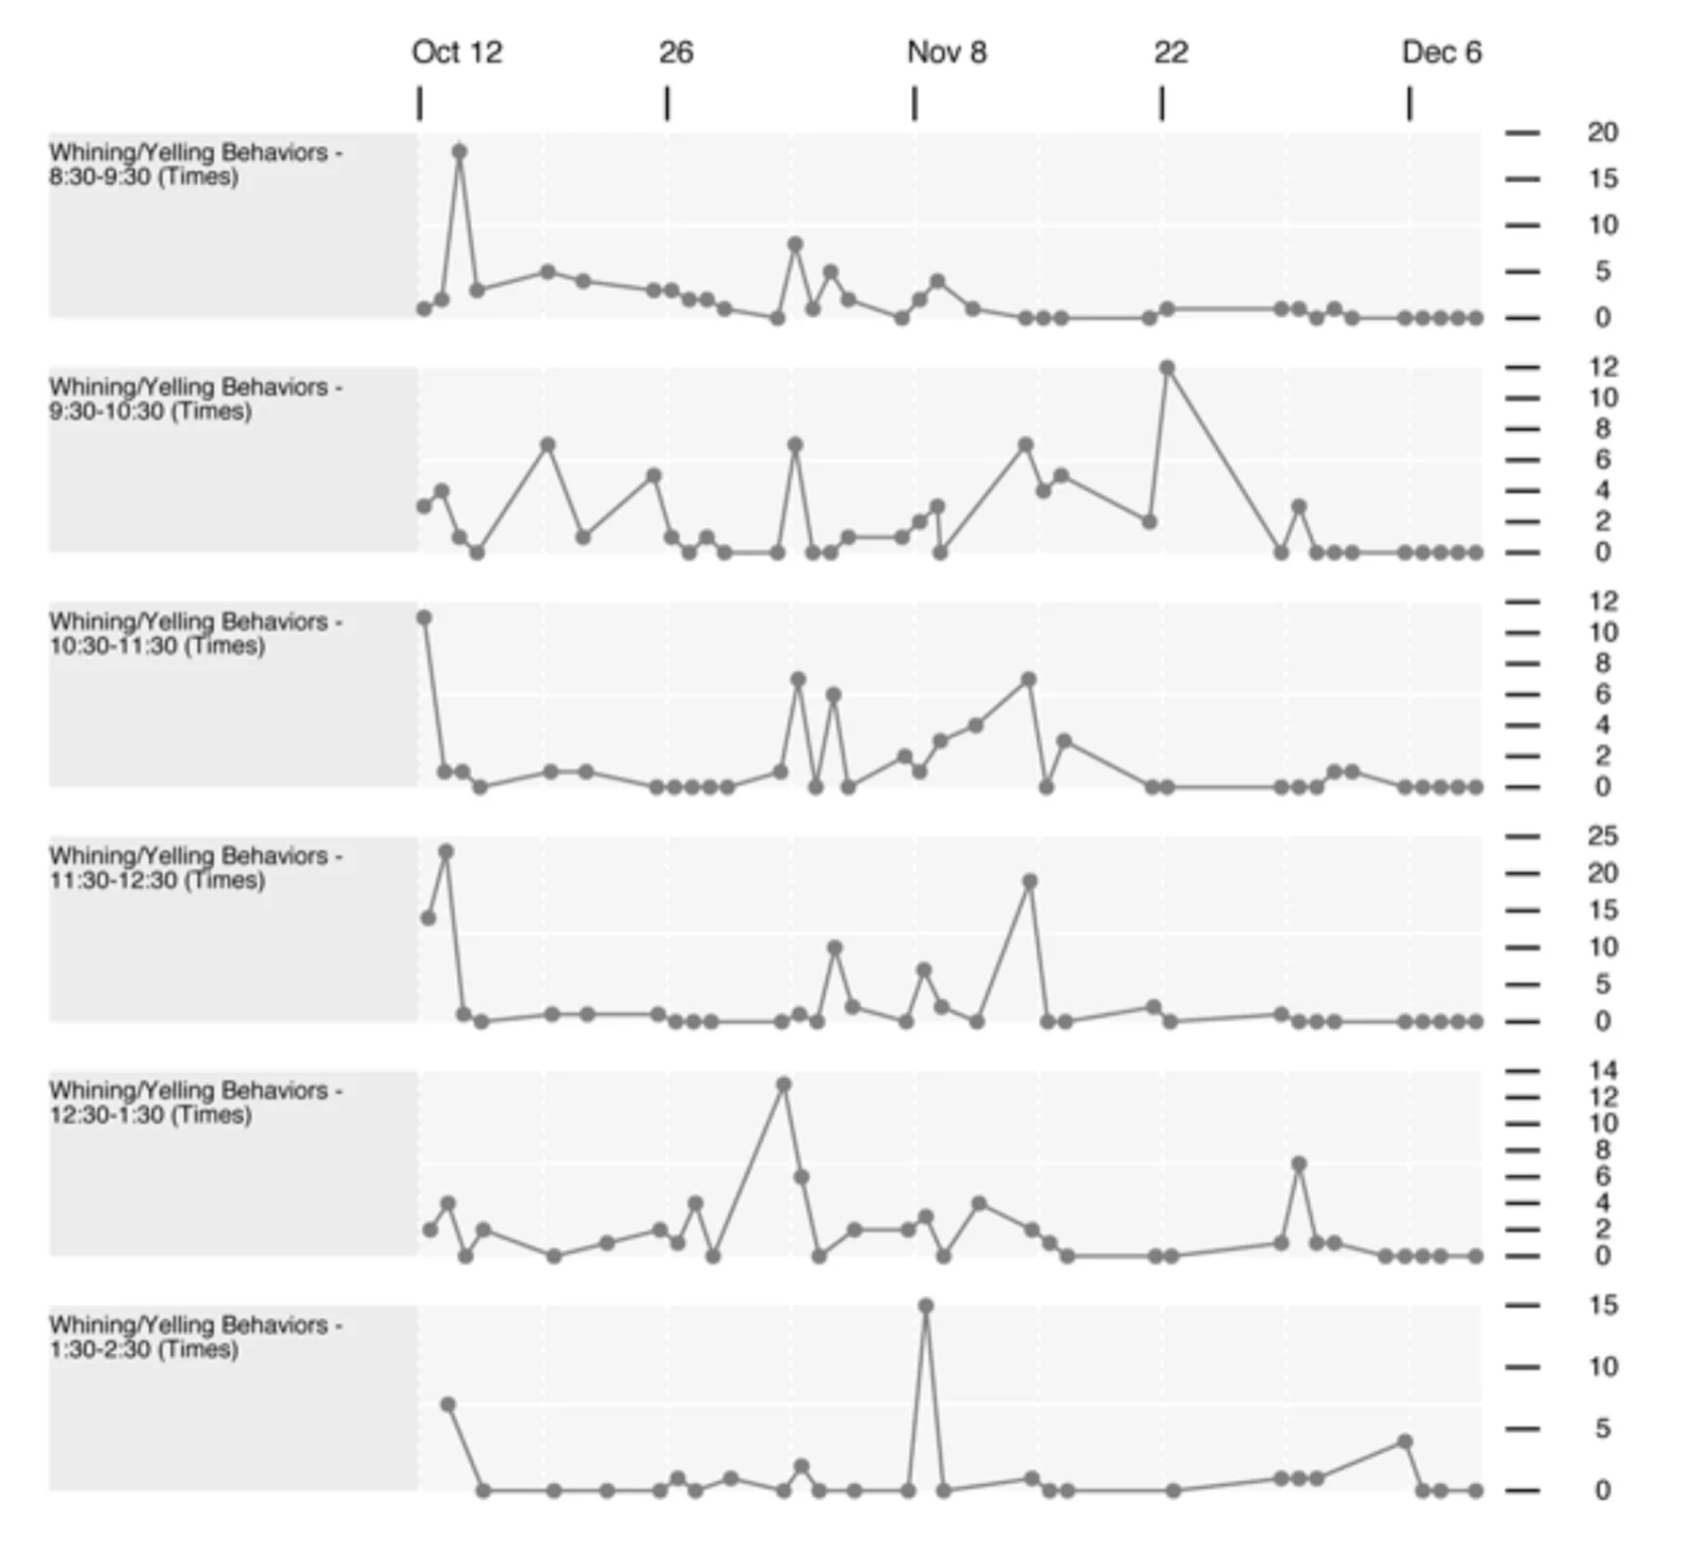 Oct 12 26 Nov 8 22 Dec 6
Whining/Yelling Behaviors -
8:30-9:30 (Times)
20
15
10
5
0
Whining/Yelling Behaviors -
9:30-10:30 (Times)
12
10
8
6
4
2
0
Whining/Yelling Behaviors -
10:30-11:30 (Times)
12
10
8
6
4
2
0
Whining/Yelling Behaviors -
11:30-12:30 (Times)
25
20
15
10
5
0
Whining/Yelling Behaviors -
12:30-1:30 (Times)
14
12
10
8
6
4
2
0
Whining/Yelling Behaviors -
1:30-2:30 (Times)
15
10
5
0